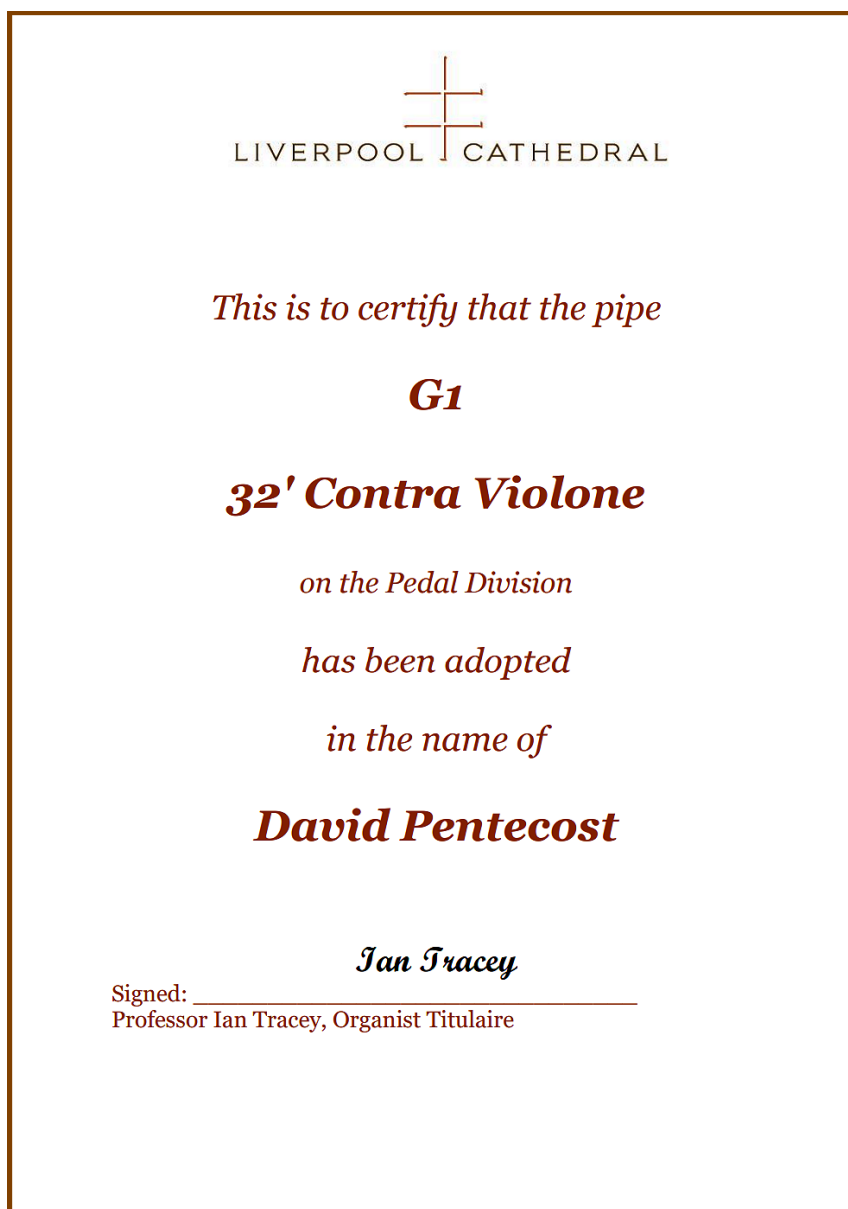 LIVERPOOL CATHEDRAL
This is to certify that the pipe
G1
32' Contra Violone
on the Pedal Division
has been adopted
in the name of
David Pentecost
Ian Tracey
Signed: ___________________________________
Professor Ian Tracey, Organist Titulaire